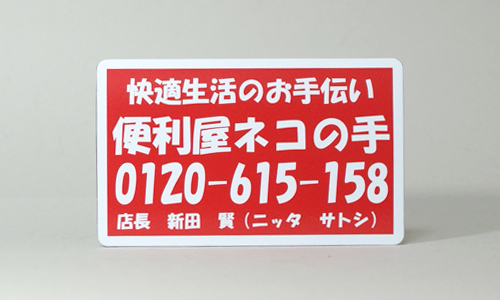 快適生活のお手伝い
便利屋ネコの手
0120-615-158
店長 新田 賢(ニッタ サトシ)